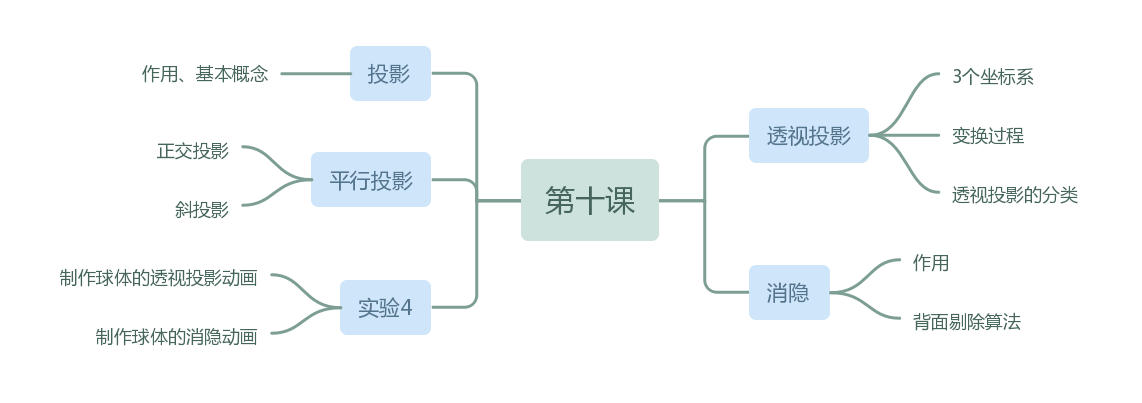 第十课
投影
作用、基本概念
平行投影
正交投影
斜投影
实验4
制作球体的透视投影动画
制作球体的消隐动画
透视投影
3个坐标系
变换过程
透视投影的分类
消隐
作用
背面剔除算法